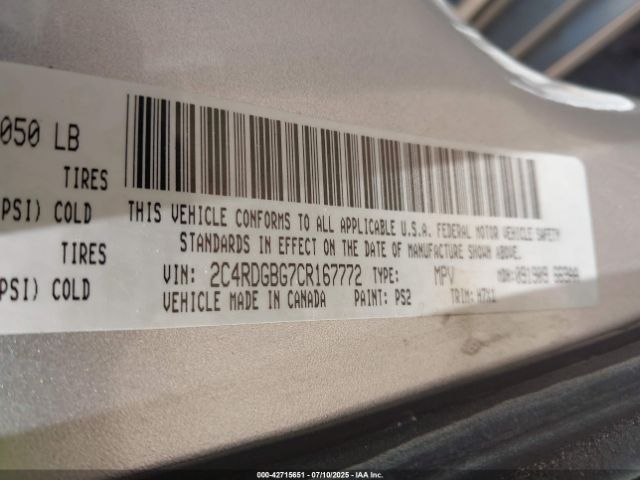 050 LB
TIRES
PSI) COLD
TIRES
PSI) COLD
THIS VEHICLE CONFORMS TO ALL APPLICABLE U.S.A. FEDERAL MOTOR VEHICLE SAFETY
STANDARDS IN EFFECT ON THE DATE OF MANUFACTURE SHOWN ABOVE.
VIN: 2C4RDGBG7CR167772 TYPE: MPV
VEHICLE MADE IN CANADA PAINT: PS2 TRIM:
000-42715651 | 07/10/2025 | IAA Inc.